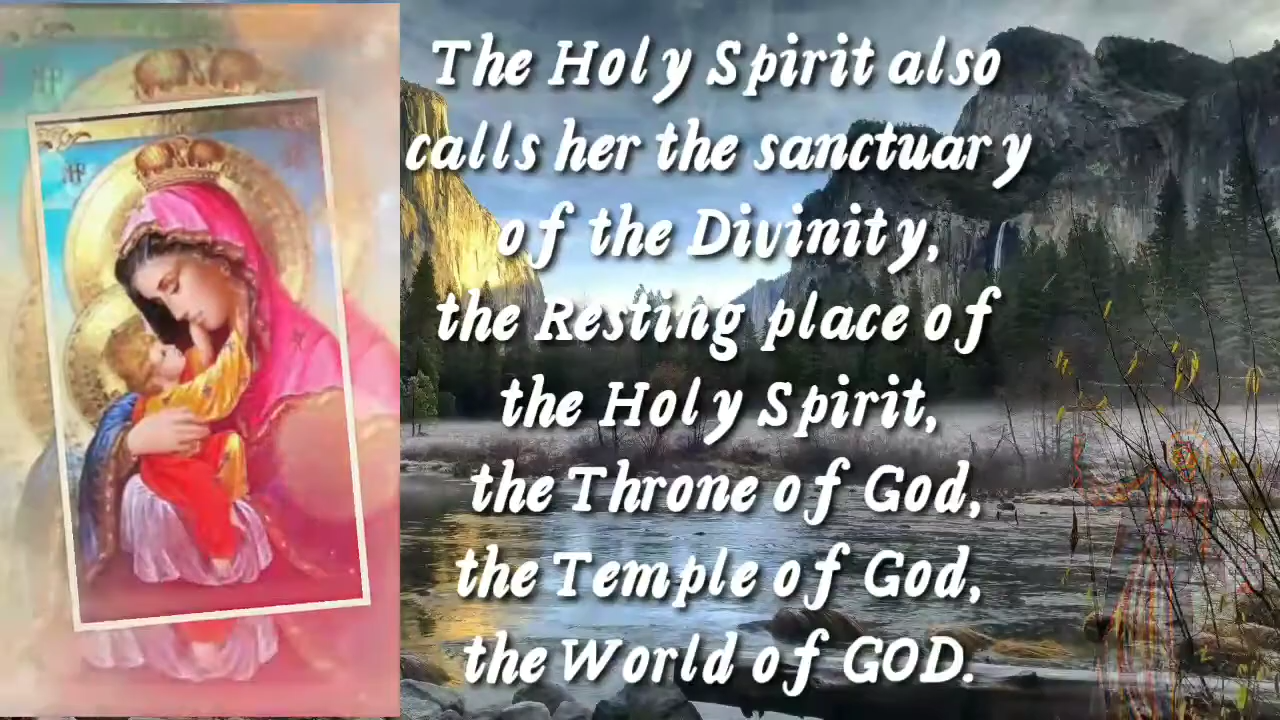 The Holy Spirit also
calls her the sanctuary
of the Divinity,
the Resting place of
the Holy Spirit,
the Throne of God,
the Temple of God,
the World of GOD.